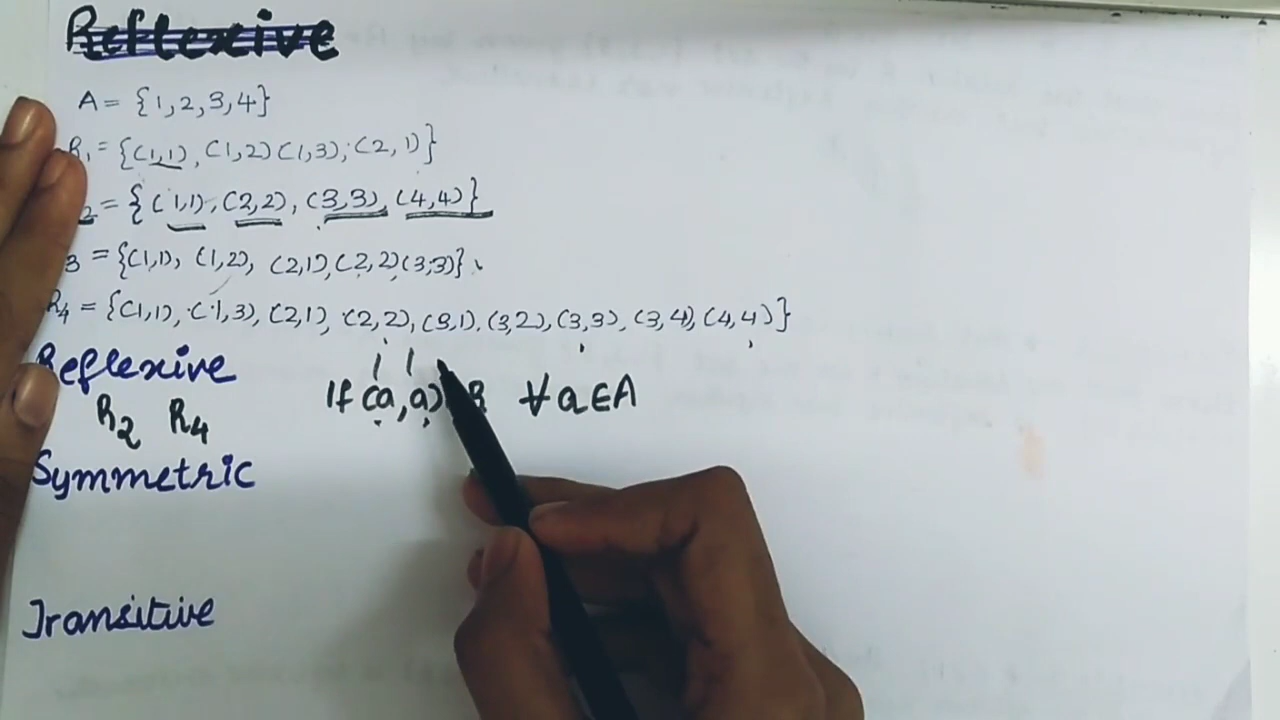 Reflexive
A = {1,2,3,4}
R1 = {(1,1), (1,2) (1,3), (2,1)}
2 = {(1,1), (2,2), (3,3), (4,4)}
3 = {(1,1), (1,2), (2,1), (2,2) (3,3)}
R4 = {(1,1), (1,3), (2,1), (2,2), (3,1), (3,2), (3,3), (3,4), (4,4)}
Reflexive
If (a,a) R ∀ a ∈ A
R2 R4
Symmetric
Transitive